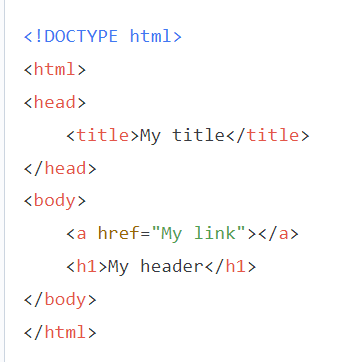 <!DOCTYPE html>
<html>
<head>
    <title>My title</title>
</head>
<body>
    <a href="My link"></a>
    <h1>My header</h1>
</body>
</html>